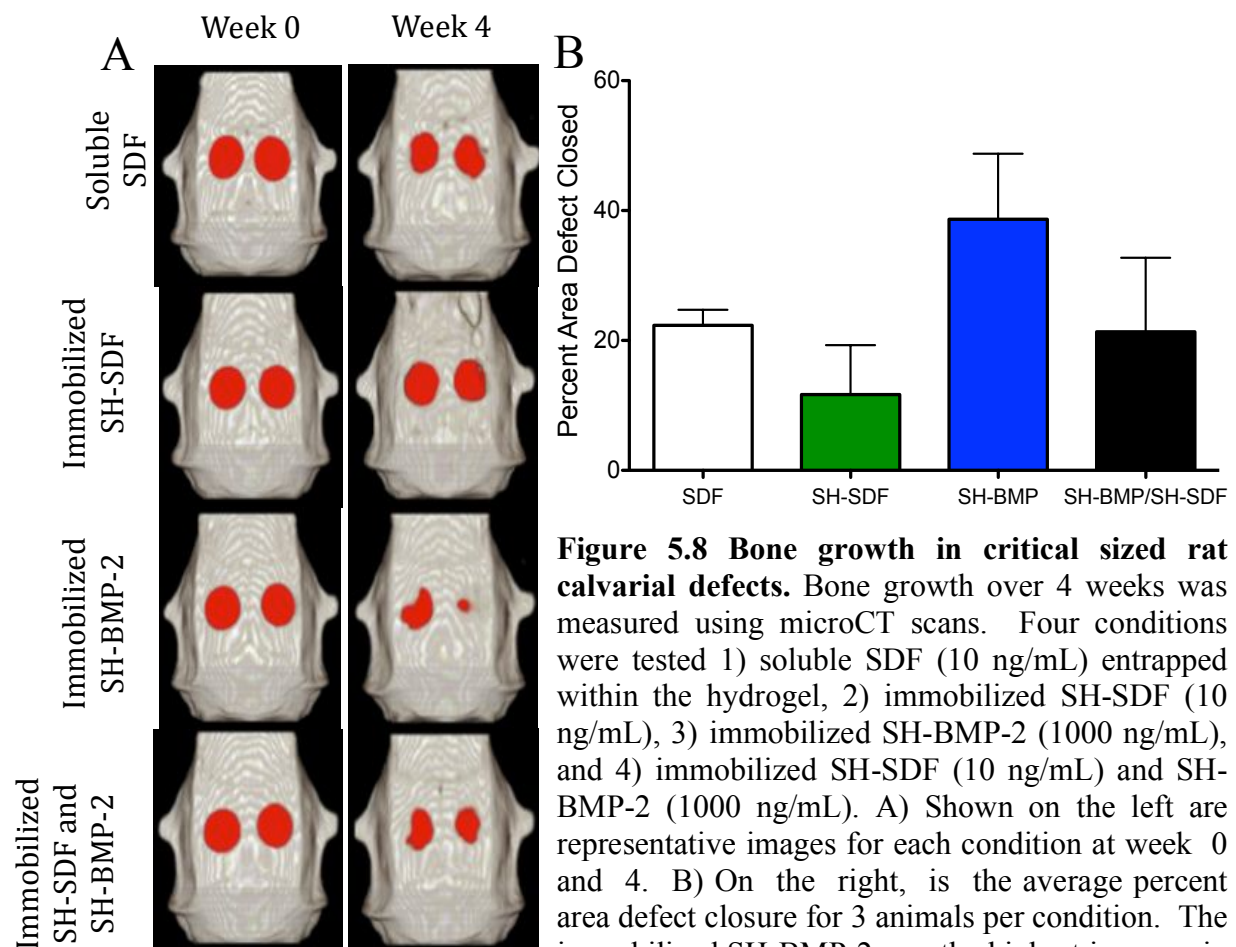 Week 0
Week 4
A
Soluble
SDF
Immobilized
SH-SDF
Immobilized
SH-BMP-2
Immobilized
SH-SDF and
SH-BMP-2
B
Percent Area Defect Closed
60
40
20
0
SDF
SH-SDF
SH-BMP
SH-BMP/SH-SDF
Figure 5.8 Bone growth in critical sized rat
calvarial defects. Bone growth over 4 weeks was
measured using microCT scans. Four conditions
were tested 1) soluble SDF (10 ng/mL) entrapped
within the hydrogel, 2) immobilized SH-SDF (10
ng/mL), 3) immobilized SH-BMP-2 (1000 ng/mL),
and 4) immobilized SH-SDF (10 ng/mL) and SH-
BMP-2 (1000 ng/mL). A) Shown on the left are
representative images for each condition at week 0
and 4. B) On the right, is the average percent
area defect closure for 3 animals per condition. The